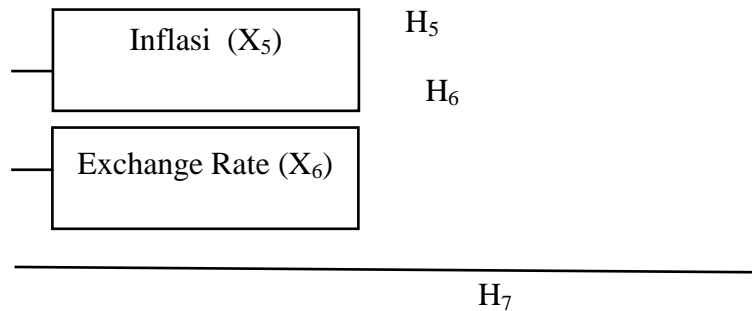 Inflasi (X₅)
H₅
H₆
Exchange Rate (X₆)
H₇